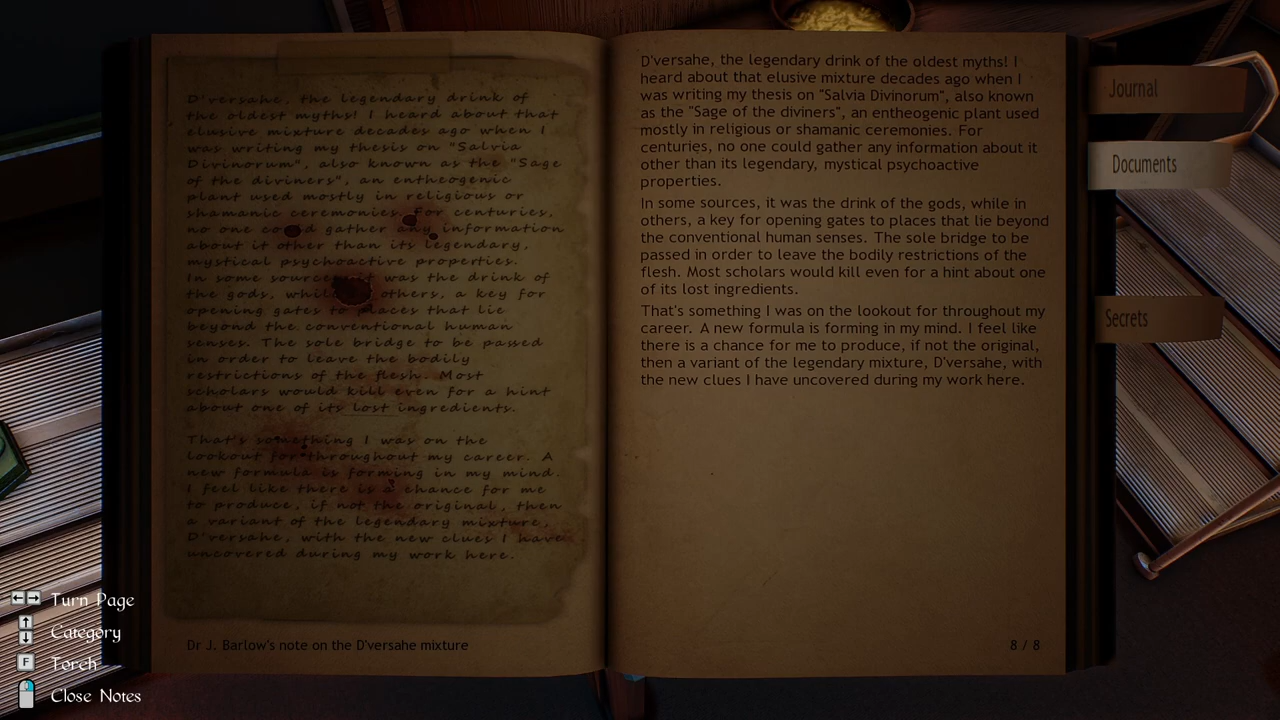 D'versahe, the legendary drink of
the oldest myths! I heard about that
elusive mixture decades ago when I
was writing my thesis on "Salvia
Divinorum", also known as the "Sage
of the diviners", an entheogenic
plant used mostly in religious or
shamanic ceremonies. For centuries,
no one could gather any information
about it other than its legendary,
mystical psychoactive properties.
In some sources, it was the drink of
the gods, while in others, a key for
opening gates to places that lie
beyond the conventional human
senses. The sole bridge to be passed
in order to leave the bodily
restrictions of the flesh. Most
scholars would kill even for a hint
about one of its lost ingredients.
That's something I was on the
lookout for throughout my career. A
new formula is forming in my mind.
I feel like there is a chance for me
to produce, if not the original, then
a variant of the legendary mixture,
D'versahe, with the new clues I have
uncovered during my work here.
Dr J. Barlow's note on the D'versahe mixture
D'versahe, the legendary drink of the oldest myths! I
heard about that elusive mixture decades ago when I
was writing my thesis on "Salvia Divinorum", also known
as the "Sage of the diviners", an entheogenic plant used
mostly in religious or shamanic ceremonies. For
centuries, no one could gather any information about it
other than its legendary, mystical psychoactive
properties.
In some sources, it was the drink of the gods, while in
others, a key for opening gates to places that lie beyond
the conventional human senses. The sole bridge to be
passed in order to leave the bodily restrictions of the
flesh. Most scholars would kill even for a hint about one
of its lost ingredients.
That's something I was on the lookout for throughout my
career. A new formula is forming in my mind. I feel like
there is a chance for me to produce, if not the original,
then a variant of the legendary mixture, D'versahe, with
the new clues I have uncovered during my work here.
8 / 8
Journal
Documents
Secrets
Turn Page
Category
F Torch
Close Notes